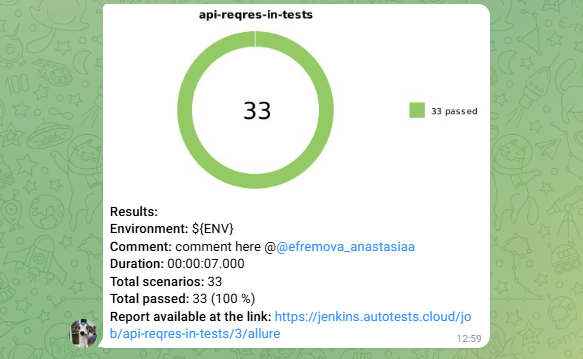 api-reqres-in-tests
33
33 passed
Results:
Environment: ${ENV}
Comment: comment here @@efremova_anastasiaa
Duration: 00:00:07.000
Total scenarios: 33
Total passed: 33 (100 %)
Report available at the link: https://jenkins.autotests.cloud/jo
b/api-reqres-in-tests/3/allure
12:59